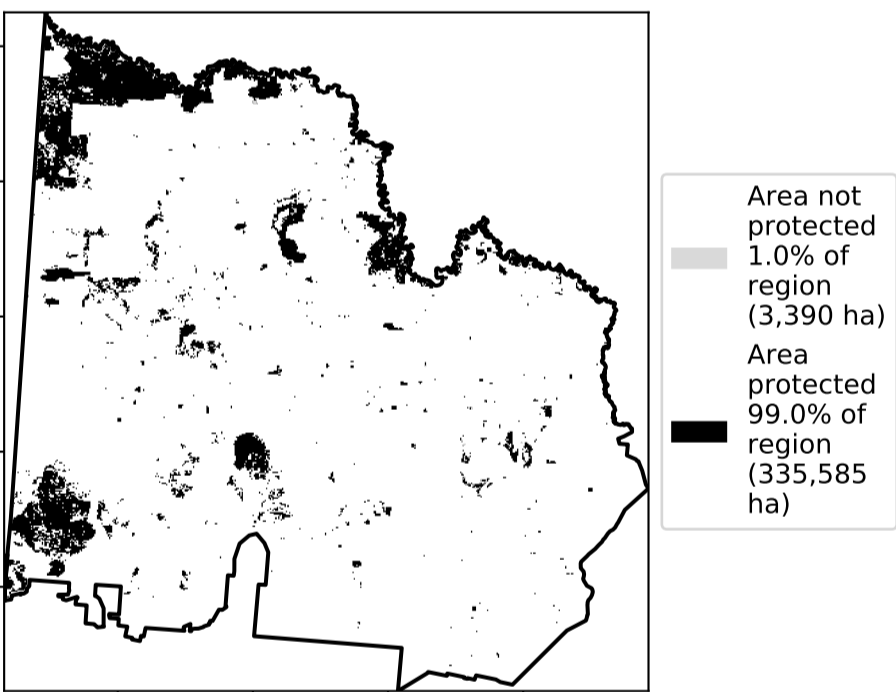 Area not
protected
1.0% of
region
(3,390 ha)
Area
protected
99.0% of
region
(335,585
ha)